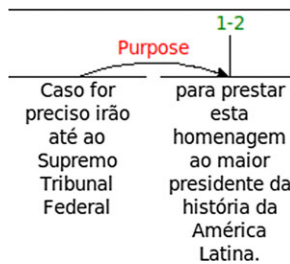 1-2
Purpose
Caso for
preciso irão
até ao
Supremo
Tribunal
Federal
para prestar
esta
homenagem
ao maior
presidente da
história da
América
Latina.